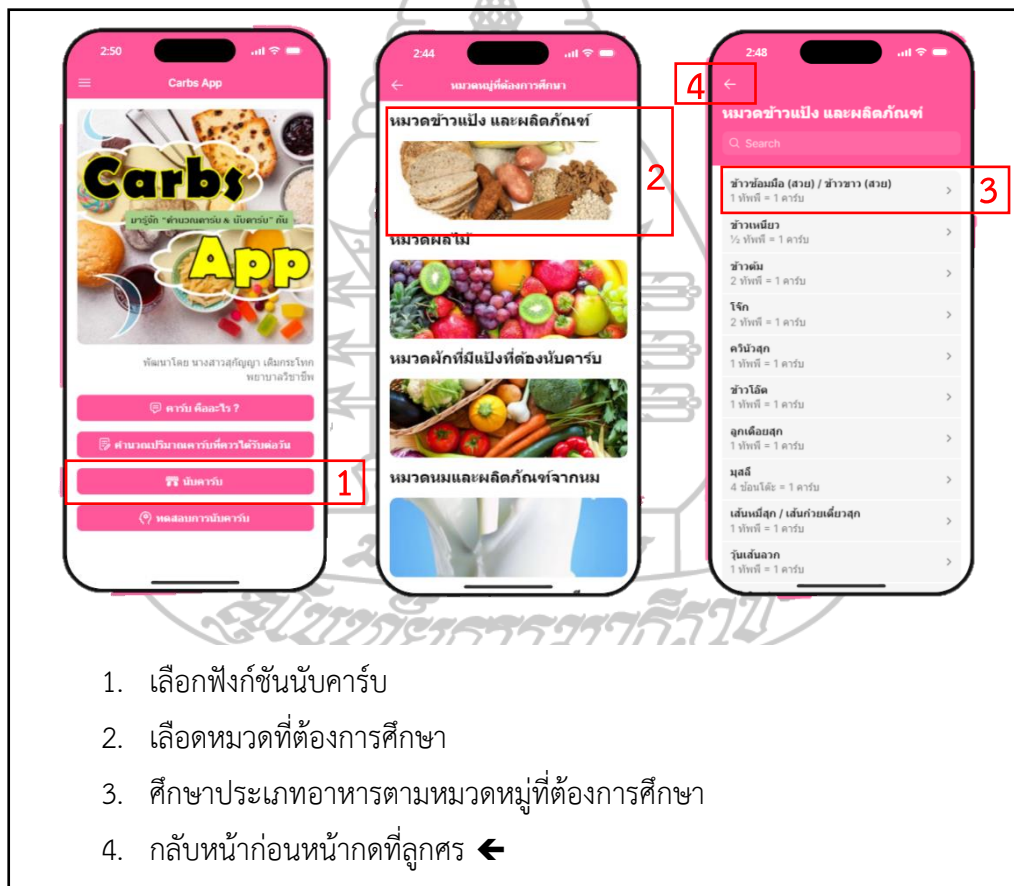 2:50
Carbs App
Carbs
มารู้จัก "คำนวณคาร์บ & นับคาร์บ" กัน
App
พัฒนาโดย นางสาวสุกัญญา เดิมกระโทก
พยาบาลวิชาชีพ
คาร์บ คืออะไร ?
คำนวณปริมาณคาร์บที่ควรได้รับต่อวัน
นับคาร์บ
1
ทดสอบการนับคาร์บ
2:44
หมวดหมู่ที่ต้องการศึกษา
หมวดข้าวแป้ง และผลิตภัณฑ์
2
หมวดผลไม้
หมวดผักที่มีแป้งที่ต้องนับคาร์บ
หมวดนมและผลิตภัณฑ์จากนม
2:48
4
←
หมวดข้าวแป้ง และผลิตภัณฑ์
Search
ข้าวซ้อมมือ (สวย) / ข้าวขาว (สวย)
1 ทัพพี = 1 คาร์บ
3
ข้าวเหนียว
½ ทัพพี = 1 คาร์บ
ข้าวต้ม
2 ทัพพี = 1 คาร์บ
โจ๊ก
2 ทัพพี = 1 คาร์บ
ควินัวสุก
1 ทัพพี = 1 คาร์บ
ข้าวโอ๊ต
1 ทัพพี = 1 คาร์บ
ลูกเดือยสุก
1 ทัพพี = 1 คาร์บ
มูสลี่
4 ช้อนโต๊ะ = 1 คาร์บ
เส้นหมี่สุก / เส้นก๋วยเตี๋ยวสุก
1 ทัพพี = 1 คาร์บ
วุ้นเส้นลวก
1 ทัพพี = 1 คาร์บ
1. เลือกฟังก์ชันนับคาร์บ
2. เลือดหมวดที่ต้องการศึกษา
3. ศึกษาประเภทอาหารตามหมวดหมู่ที่ต้องการศึกษา
4. กลับหน้าก่อนหน้ากดที่ลูกศร 🡰